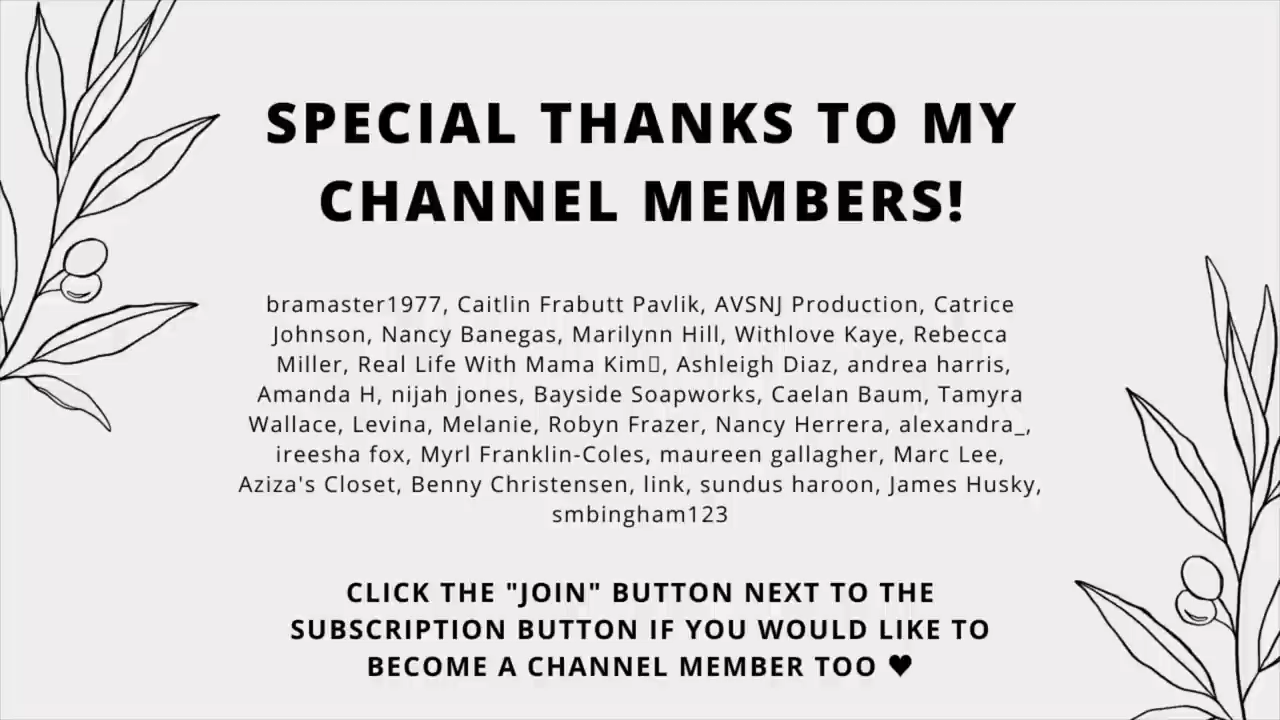 SPECIAL THANKS TO MY
CHANNEL MEMBERS!
bramaster1977, Caitlin Frabutt Pavlik, AVSNJ Production, Catrice
Johnson, Nancy Banegas, Marilynn Hill, Withlove Kaye, Rebecca
Miller, Real Life With Mama Kim▯, Ashleigh Diaz, andrea harris,
Amanda H, nijah jones, Bayside Soapworks, Caelan Baum, Tamyra
Wallace, Levina, Melanie, Robyn Frazer, Nancy Herrera, alexandra_,
ireesha fox, Myrl Franklin-Coles, maureen gallagher, Marc Lee,
Aziza's Closet, Benny Christensen, link, sundus haroon, James Husky,
smbingham123
CLICK THE "JOIN" BUTTON NEXT TO THE
SUBSCRIPTION BUTTON IF YOU WOULD LIKE TO
BECOME A CHANNEL MEMBER TOO ♥